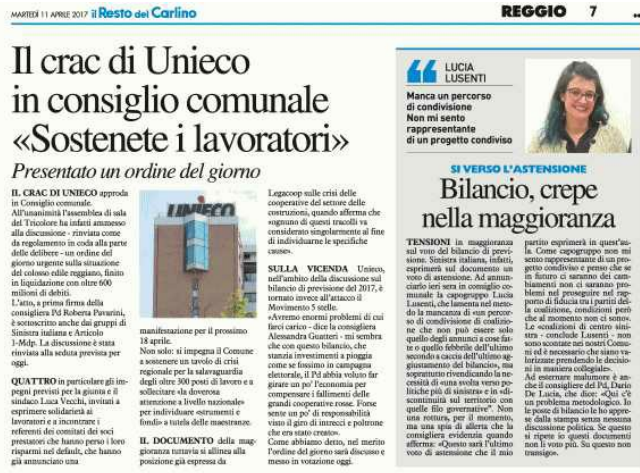 MARTEDÌ 11 APRILE 2017 il Resto del Carlino
REGGIO 7
Il crac di Unieco
in consiglio comunale
«Sostenete i lavoratori»
Presentato un ordine del giorno
IL CRAC DI UNIECO approda
in Consiglio comunale.
All'unanimità l'assemblea di sala
del Tricolore ha infatti ammesso
alla discussione - rinviata come
da regolamento in coda alla parte
delle delibere - un ordine del
giorno urgente sulla situazione
del colosso edile reggiano, finito
in liquidazione con oltre 600
milioni di debiti.
L'atto, a prima firma della
consigliera Pd Roberta Pavarini,
è sottoscritto anche dai gruppi di
Sinistra italiana e Articolo
1-Mdp. La discussione è stata
rinviata alla seduta prevista per
oggi.
QUATTRO in particolare gli im-
pegni previsti per la giunta e il
sindaco Luca Vecchi, invitati a
esprimere solidarietà ai
lavoratori e a incontrare i
referenti dei comitati dei soci
prestatori che hanno perso i loro
risparmi nel default, che hanno
già annunciato una
UNIECO
manifestazione per il prossimo
18 aprile.
Non solo: si impegna il Comune
a sostenere un tavolo di crisi
regionale per la salvaguardia
degli oltre 300 posti di lavoro e a
sollecitare «la doverosa
attenzione a livello nazionale»
per individuare «strumenti e
fondi» a tutela delle maestranze.
IL DOCUMENTO della mag-
gioranza tuttavia si allinea alla
posizione già espressa da
Legacoop sulle crisi delle
cooperative del settore delle
costruzioni, quando afferma che
«ognuno di questi tracolli va
considerato singolarmente al fine
di individuarne le specifiche
cause».
SULLA VICENDA Unieco,
nell'ambito della discussione sul
bilancio di previsione del 2017, è
tornato invece all'attacco il
Movimento 5 stelle.
«Avremo enormi problemi di cui
farci carico - dice la consigliera
Alessandra Guatteri - mi sembra
che con questo bilancio, che
stanzia investimenti a pioggia
come se fossimo in campagna
elettorale, il Pd abbia voluto far
girare un po' l'economia per
compensare i fallimenti delle
grandi cooperative rosse. Forse
sente un po' di responsabilità
visto il giro di intrecci e poltrone
che era stato creato».
Come abbiamo detto, nel merito
l'ordine del giorno sarà discusso e
messo in votazione oggi.
LUCIA
LUSENTI
Manca un percorso
di condivisione
Non mi sento
rappresentante
di un progetto condiviso
SI VERSO L'ASTENSIONE
Bilancio, crepe
nella maggioranza
TENSIONI in maggioranza
sul voto del bilancio di previ-
sione. Sinistra italiana, infatti,
esprimerà sul documento un
voto di astensione. Ad annun-
ciarlo ieri sera in consiglio co-
munale la capogruppo Lucia
Lusenti, che lamenta nel meto-
do la mancanza di «un percor-
so di condivisione di coalizio-
ne che non può essere solo
quello degli annunci a cose fat-
te o quello febbrile dell'ultimo
secondo a caccia dell'ultimo ag-
giustamento del bilancio», ma
soprattutto rivendicando la ne-
cessità di «una svolta verso poli-
tiche più di sinistra» e in «di-
scontinuità sul territorio con
quelle filo governative". Non
una rottura, per il momento,
ma una spia di allerta che la
consigliera evidenzia quando
afferma: «Questo sarà l'ultimo
voto di astensione che il mio
partito esprimerà in quest'au-
la. Come capogruppo non mi
sento rappresentante di un pro-
getto condiviso e penso che se
in futuro ci saranno dei cam-
biamenti non ci saranno proble-
mi nel proseguire nel rap-
porto di fiducia tra i partiti del-
la coalizione, condizioni però
che al momento non ci sono».
Le coalizioni di centro sini-
stra - conclude Lusenti - non
sono scontate nei nostri Comu-
ni ed è necessario che siano va-
lorizzate prendendo le decisio-
ni in maniera collegiale».
Ad esternare malumore è an-
che il consigliere del Pd, Dario
De Lucia, che dice: «Qui c'è
un problema metodologico. Io
le poste di bilancio le ho appre-
se dalla stampa senza nessuna
discussione politica. Se questo
si ripete io questi documenti
non li voto più. Su questo non
transigo».